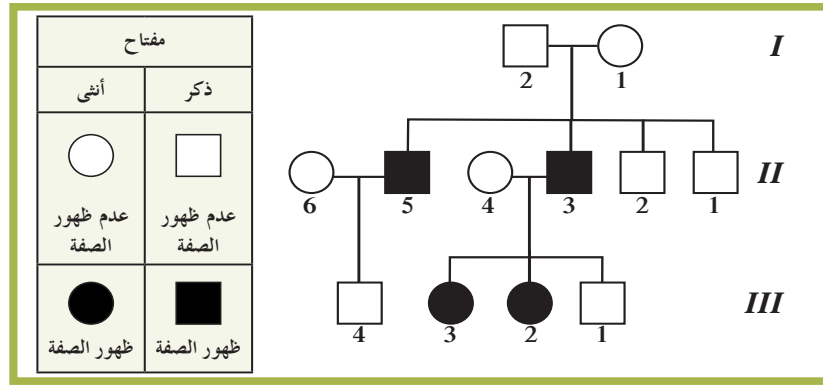 مفتاح
ذكر أنثى
عدم ظهور الصفة
عدم ظهور الصفة
ظهور الصفة ظهور الصفة
I
2 1
II
6 5 4 3 2 1
III
4 3 2 1